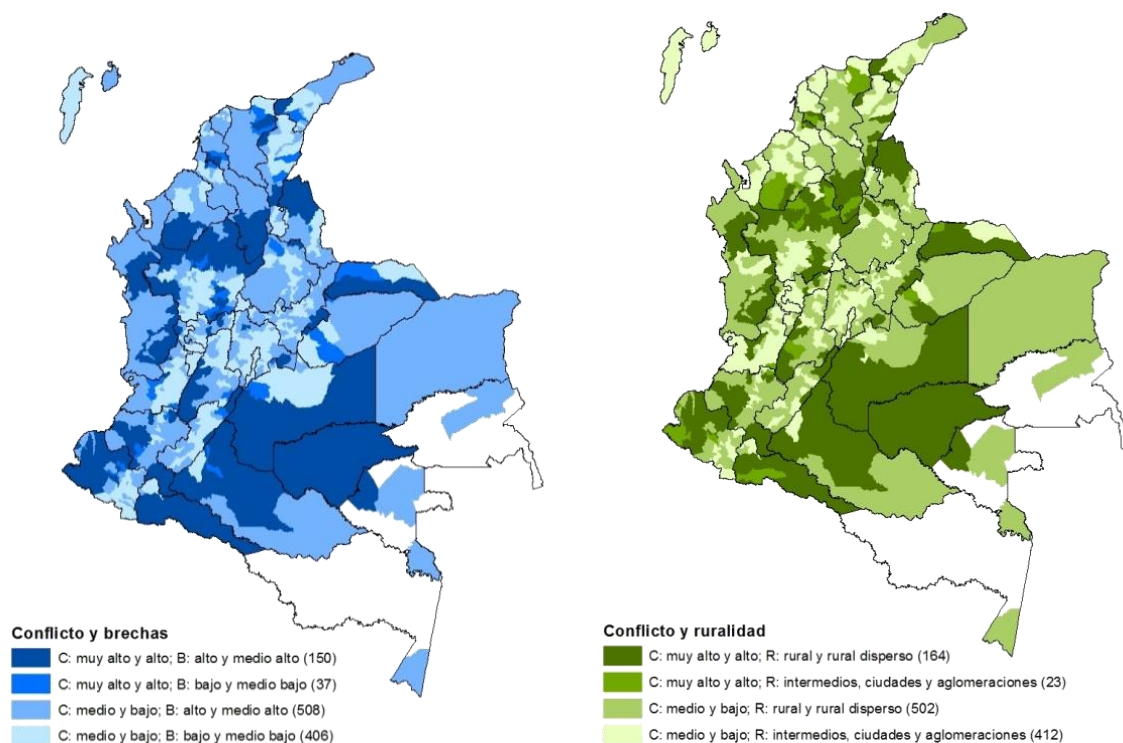 Conflicto y brechas
C: muy alto y alto; B: alto y medio alto (150)
C: muy alto y alto; B: bajo y medio bajo (37)
C: medio y bajo; B: alto y medio alto (508)
C: medio y bajo; B: bajo y medio bajo (406)
Conflicto y ruralidad
C: muy alto y alto; R: rural y rural disperso (164)
C: muy alto y alto; R: intermedios, ciudades y aglomeraciones (23)
C: medio y bajo; R: rural y rural disperso (502)
C: medio y bajo; R: intermedios, ciudades y aglomeraciones (412)